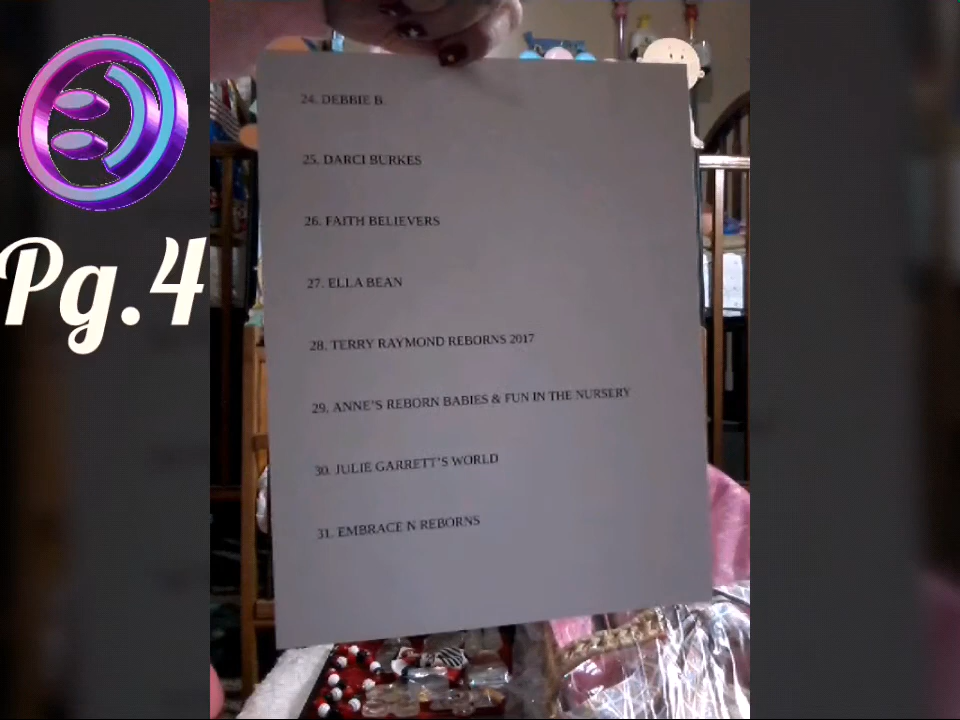 Pg.4
24. DEBBIE B.
25. DARCI BURKES
26. FAITH BELIEVERS
27. ELLA BEAN
28. TERRY RAYMOND REBORNS 2017
29. ANNE'S REBORN BABIES & FUN IN THE NURSERY
30. JULIE GARRETT'S WORLD
31. EMBRACE N REBORNS